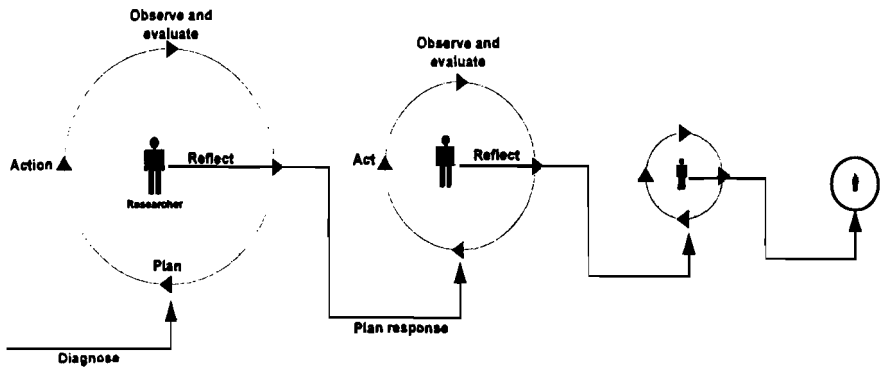 Observe and
evaluate
Action
Reflect
Researcher
Plan
Diagnose
Observe and
evaluate
Act
Reflect
Plan response